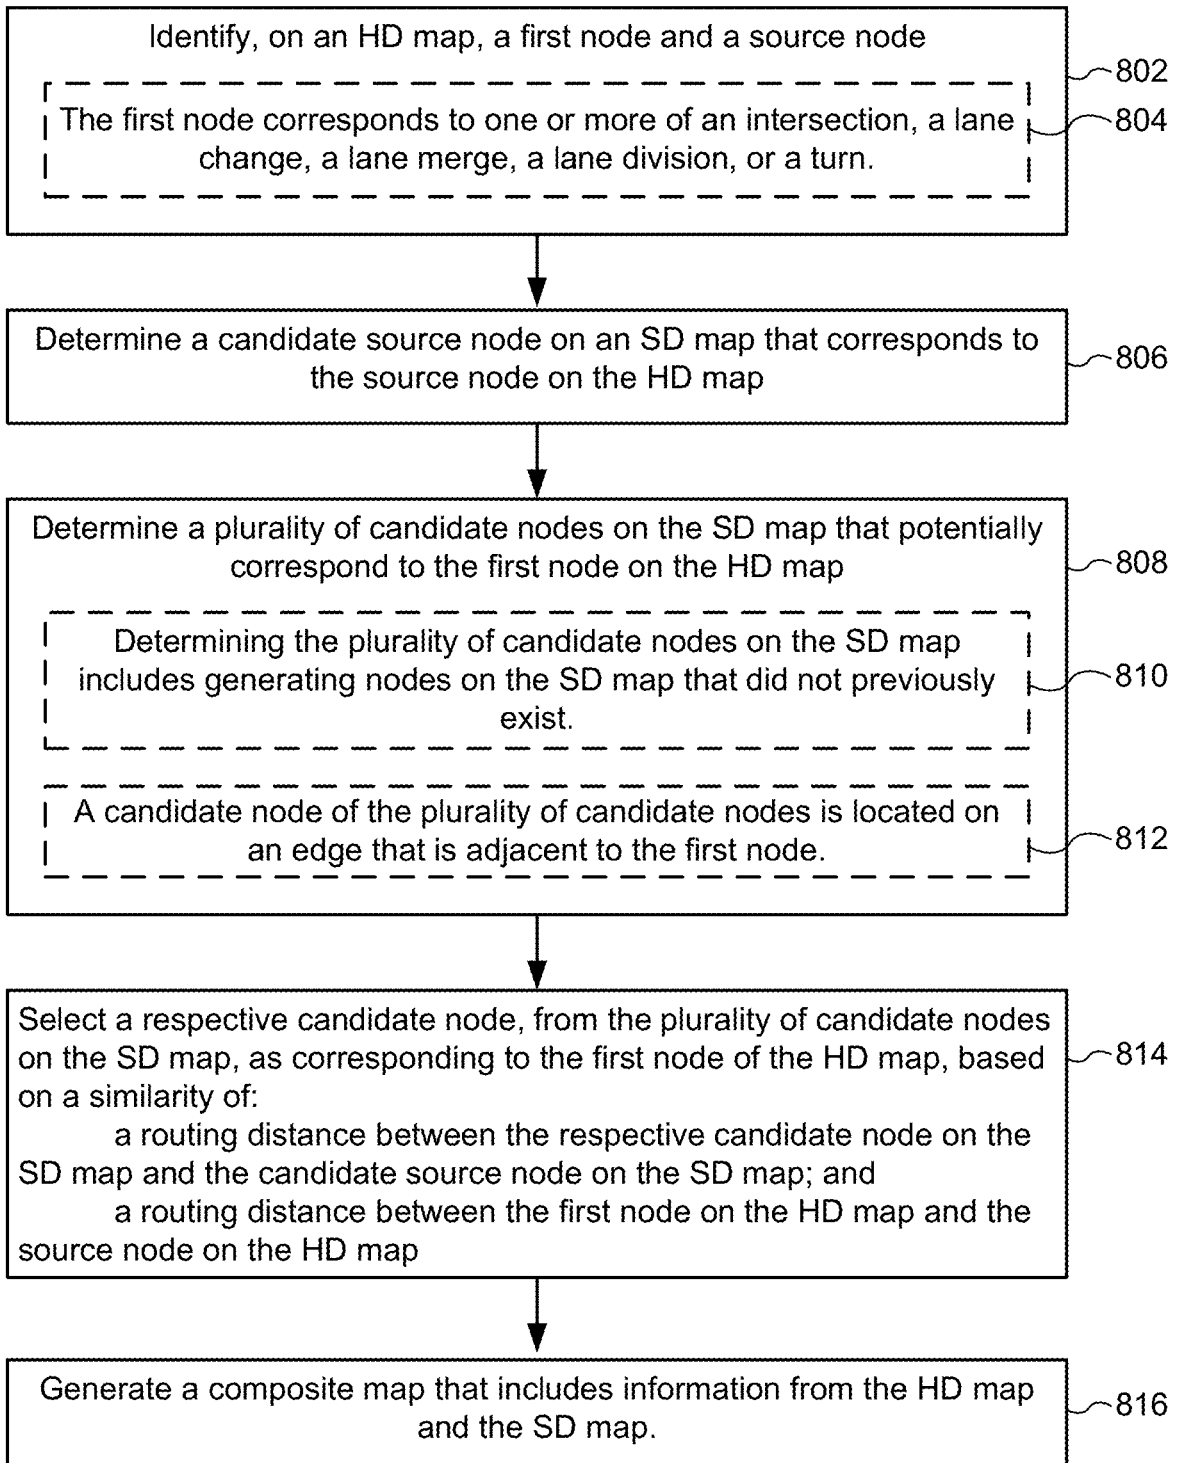 Identify, on an HD map, a first node and a source node
802
The first node corresponds to one or more of an intersection, a lane
change, a lane merge, a lane division, or a turn.
804
Determine a candidate source node on an SD map that corresponds to
the source node on the HD map
806
Determine a plurality of candidate nodes on the SD map that potentially
correspond to the first node on the HD map
808
Determining the plurality of candidate nodes on the SD map
includes generating nodes on the SD map that did not previously
exist.
810
A candidate node of the plurality of candidate nodes is located on
an edge that is adjacent to the first node.
812
Select a respective candidate node, from the plurality of candidate nodes
on the SD map, as corresponding to the first node of the HD map, based
on a similarity of:
a routing distance between the respective candidate node on the
SD map and the candidate source node on the SD map; and
a routing distance between the first node on the HD map and the
source node on the HD map
814
Generate a composite map that includes information from the HD map
and the SD map.
816